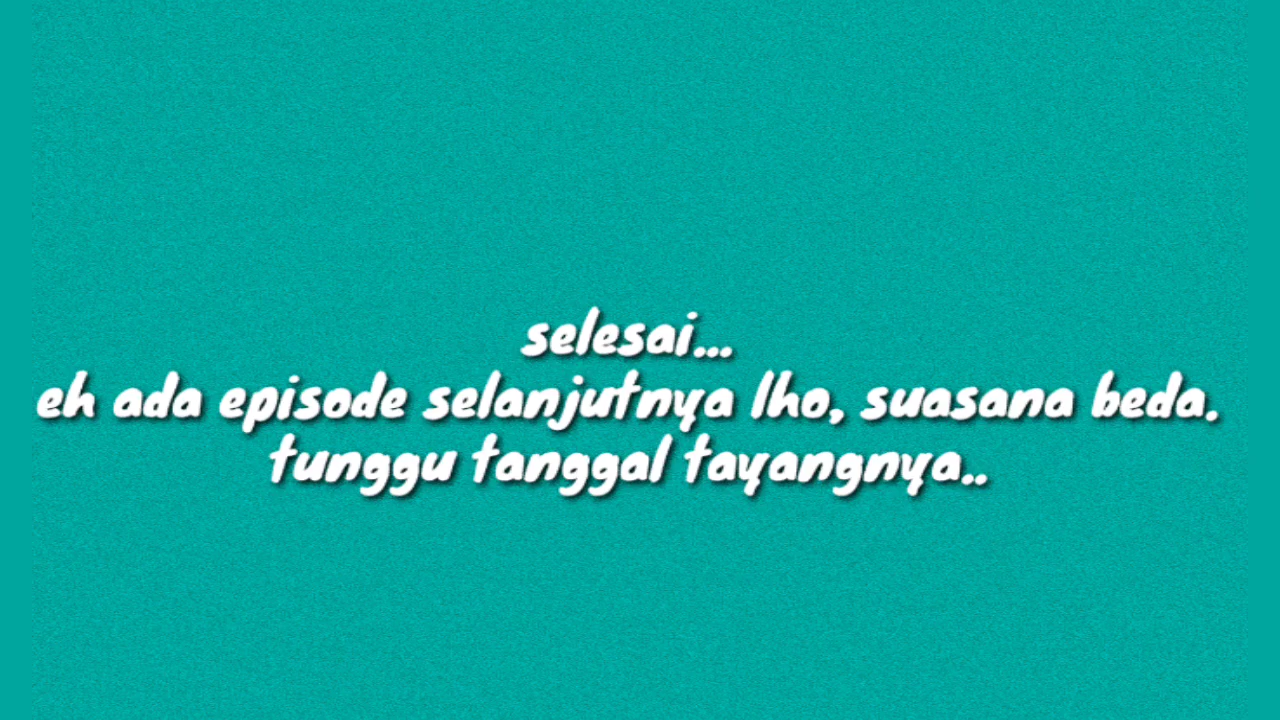 selesai...
eh ada episode selanjutnya lho, suasana beda.
tunggu tanggal tayangnya..